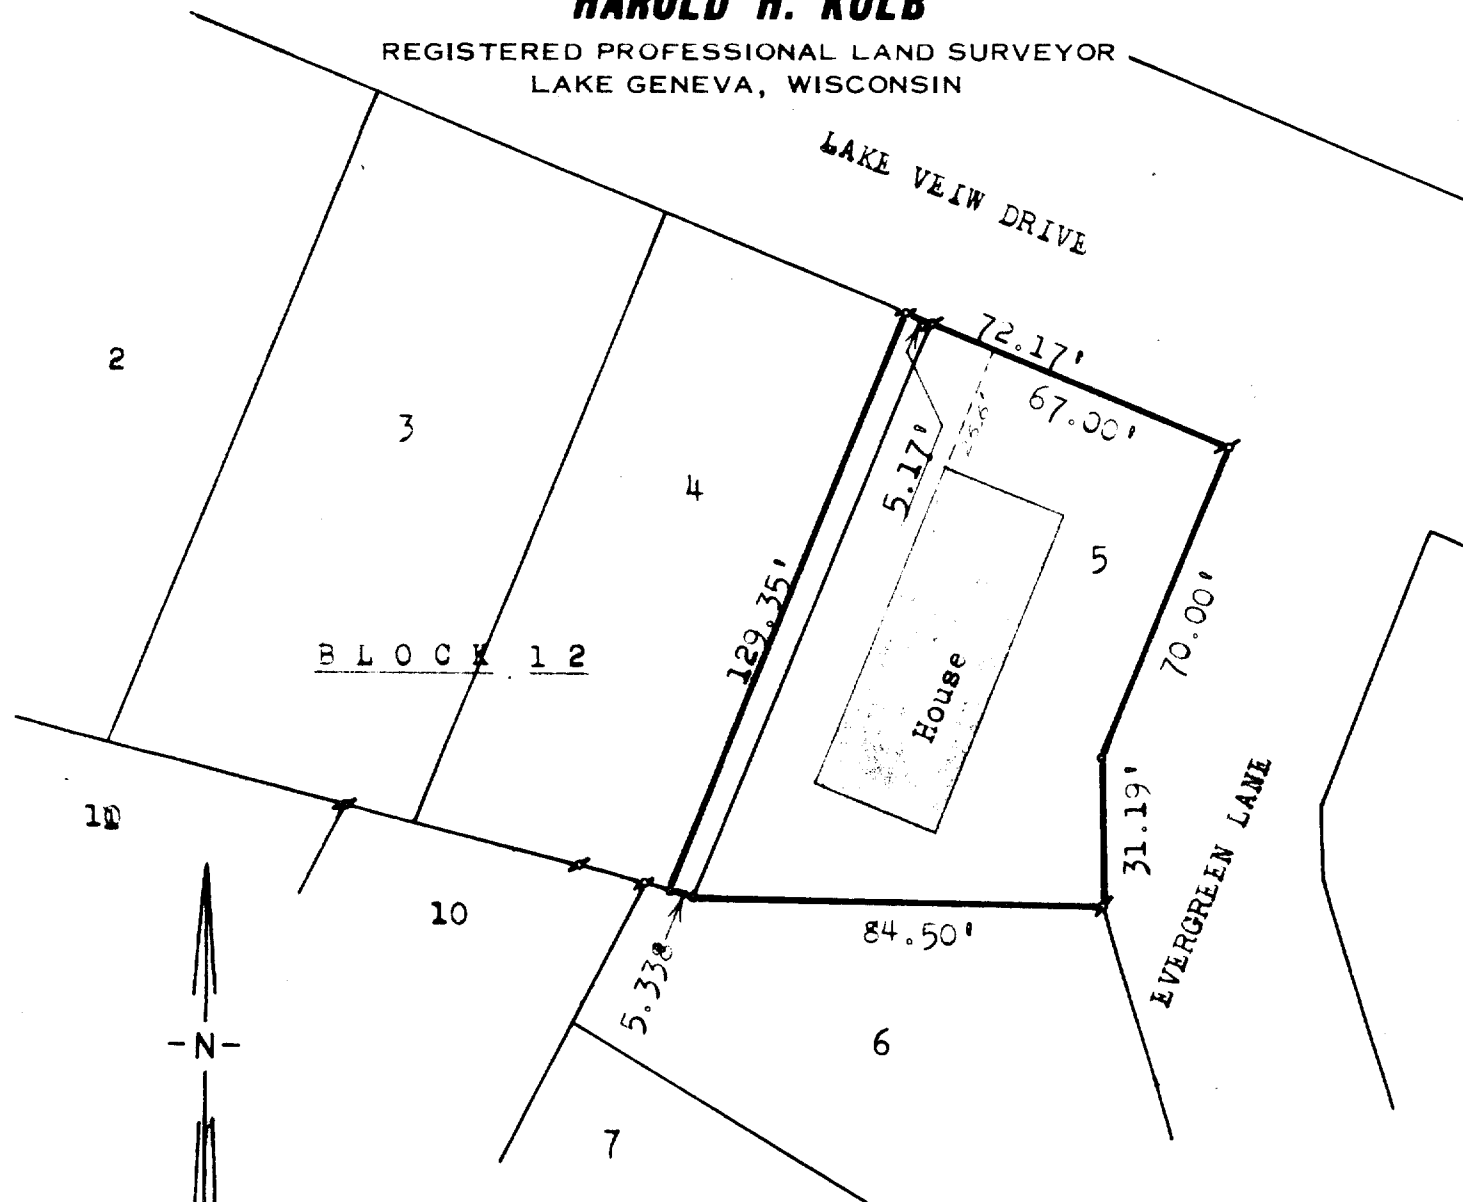 HAROLD H. KOLB
REGISTERED PROFESSIONAL LAND SURVEYOR
LAKE GENEVA, WISCONSIN
LAKE VEIW DRIVE
72.17'
67.00'
2
3
4
5.17'
5
129.35'
70.00'
BLOCK 12
House
31.19'
EVERGREEN LANE
10
84.50'
5.338
6
-N-
7